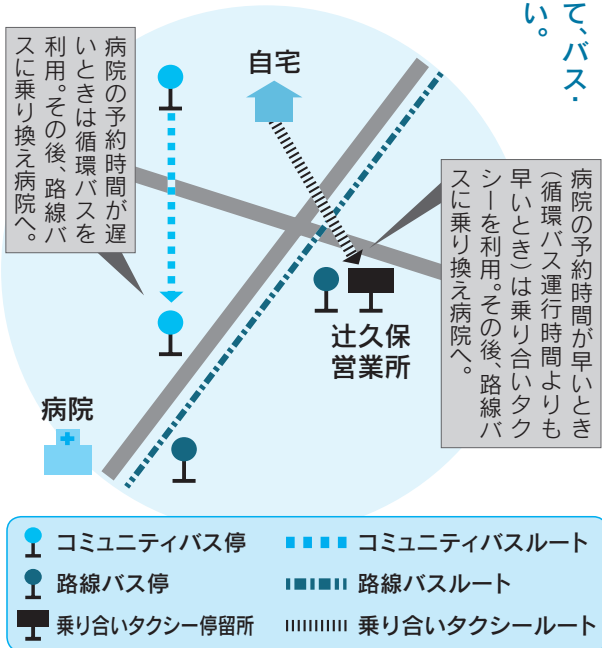 て、バス・
い。
病院の予約時間が遅
いときは循環バスを
利用。その後、路線バ
スに乗り換え病院へ。
自宅
病院の予約時間が早いとき
(循環バス運行時間よりも
早いとき)は乗り合いタク
シーを利用。その後、路線バ
スに乗り換え病院へ。
辻久保
営業所
病院
コミュニティバス停
コミュニティバスルート
路線バス停
路線バスルート
乗り合いタクシー停留所
乗り合いタクシールート